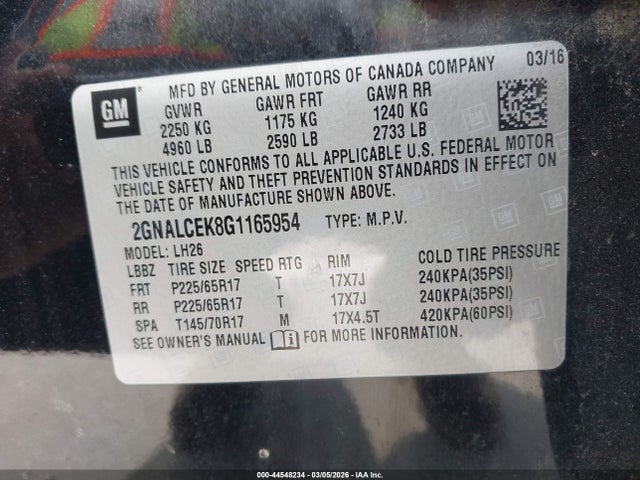 GM
MFD BY GENERAL MOTORS OF CANADA COMPANY 03/16
GVWR GAWR FRT GAWR RR
2250 KG 1175 KG 1240 KG
4960 LB 2590 LB 2733 LB
THIS VEHICLE CONFORMS TO ALL APPLICABLE U.S. FEDERAL MOTOR
VEHICLE SAFETY AND THEFT PREVENTION STANDARDS IN EFFECT ON
THE DATE OF MANUFACTURE SHOWN ABOVE.
2GNALCEK8G1165954 TYPE: M.P.V.
MODEL: LH26
LBBZ TIRE SIZE SPEED RTG RIM COLD TIRE PRESSURE
FRT P225/65R17 T 17X7J 240KPA(35PSI)
RR P225/65R17 T 17X7J 240KPA(35PSI)
SPA T145/70R17 M 17X4.5T 420KPA(60PSI)
SEE OWNER'S MANUAL i FOR MORE INFORMATION.
000-44548234 — 03/05/2026 — IAA Inc.